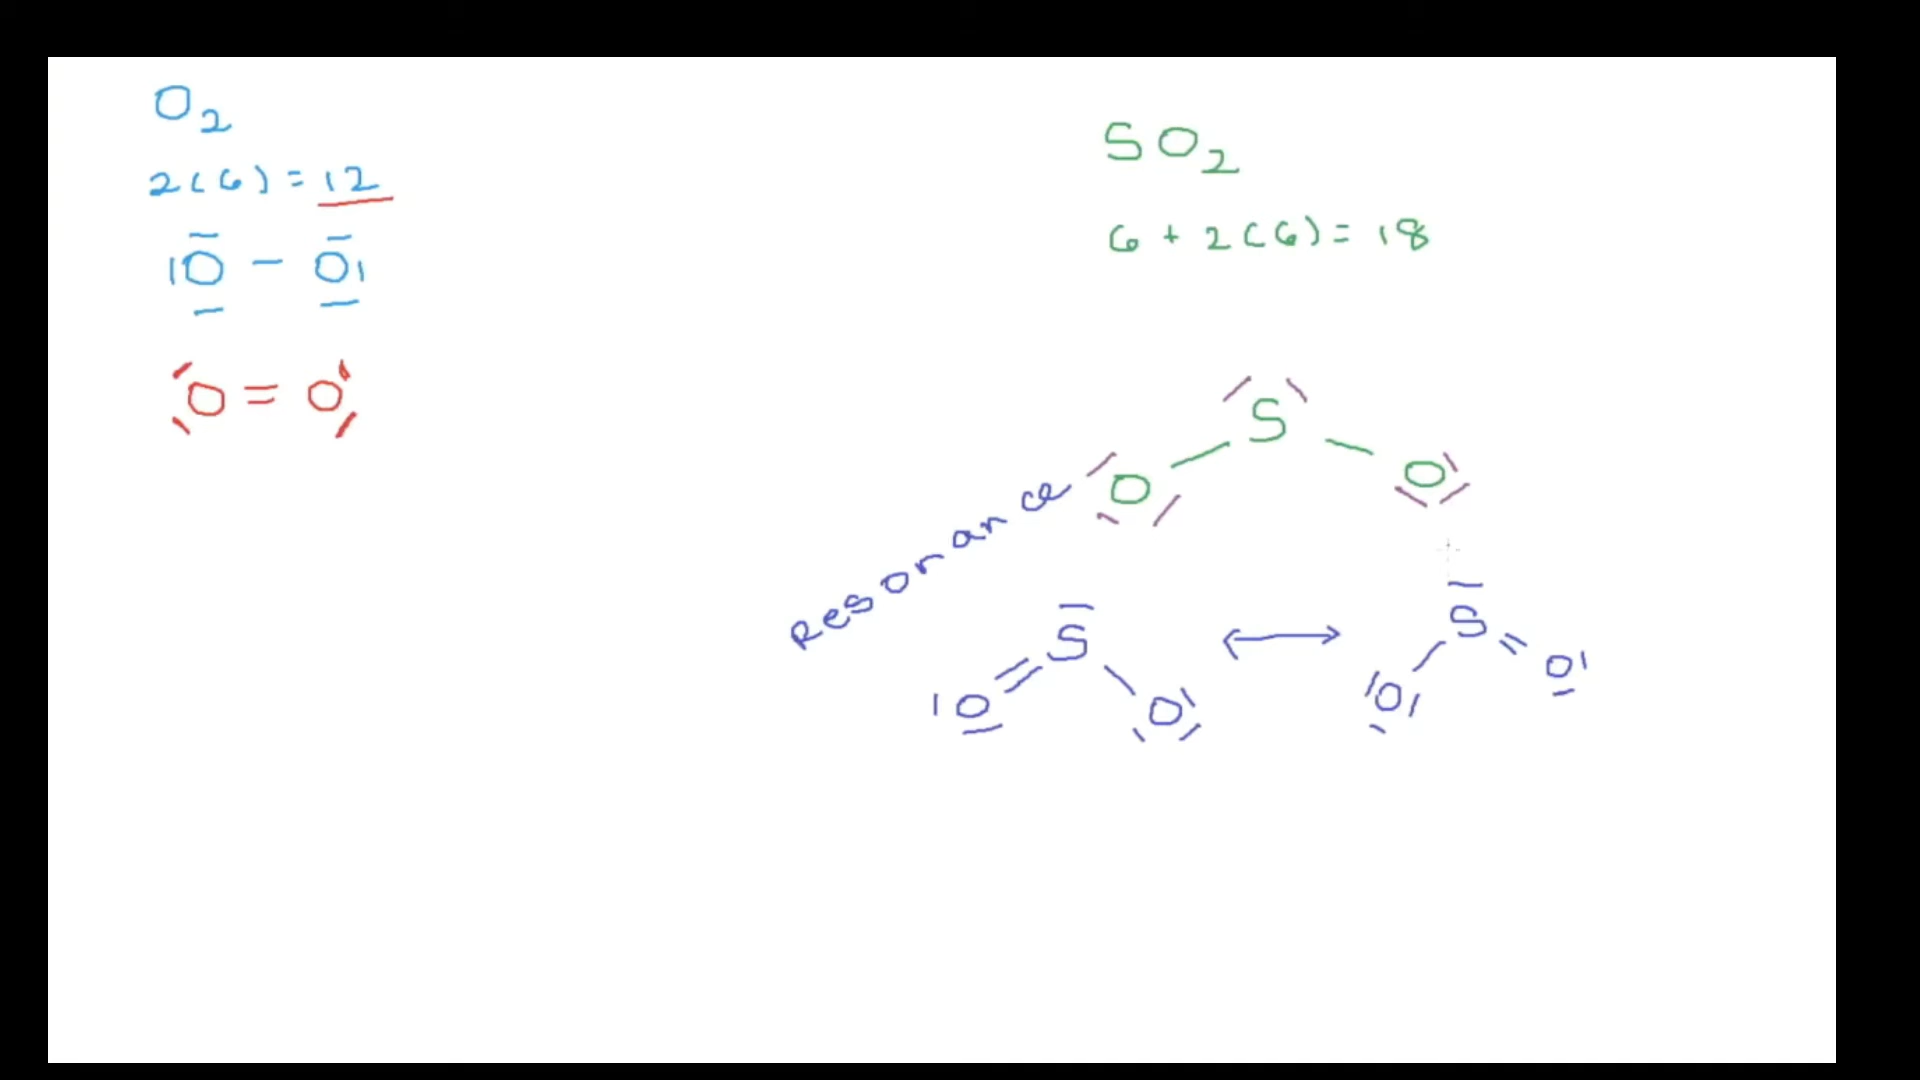 O2
2(6)=12
|O - O|
O = O
SO2
6 + 2(6) = 18
S
O O
Resonance
S ↔ S
O O O O